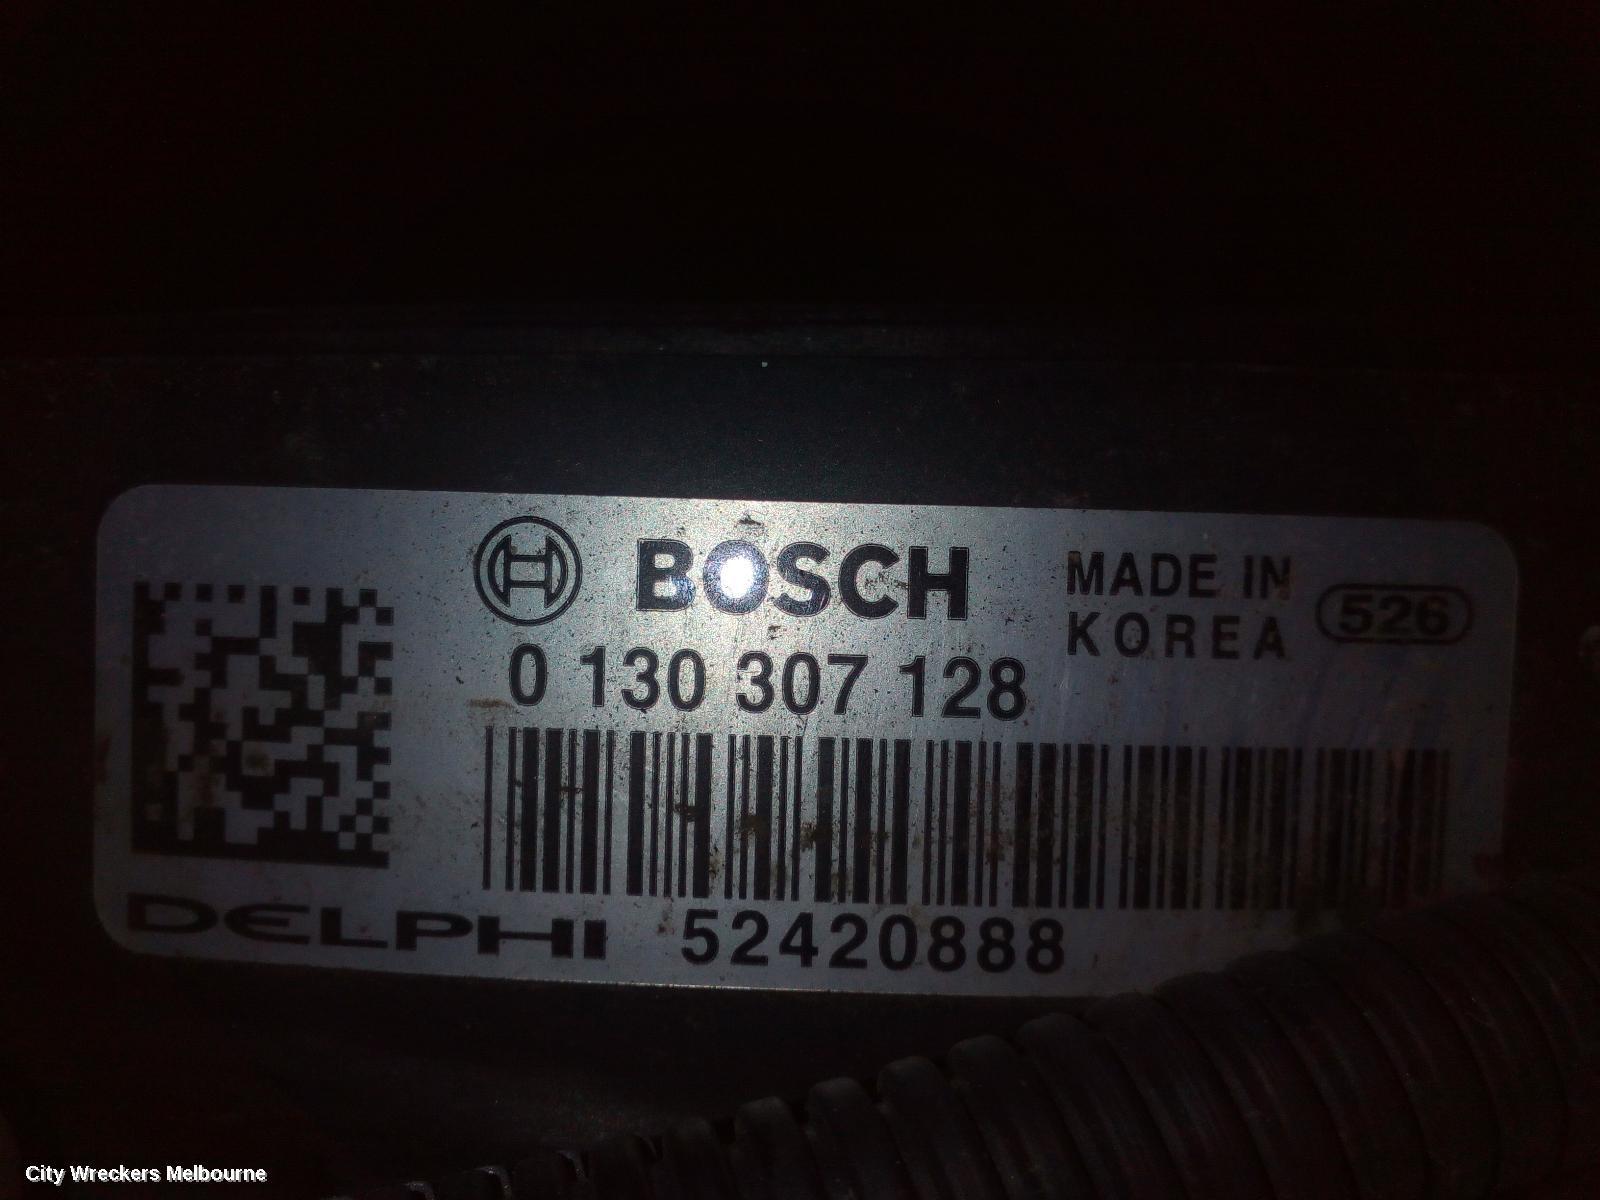 BOSCH
MADE IN
KOREA
526
0 130 307 128
DELPHI 52420888
City Wreckers Melbourne